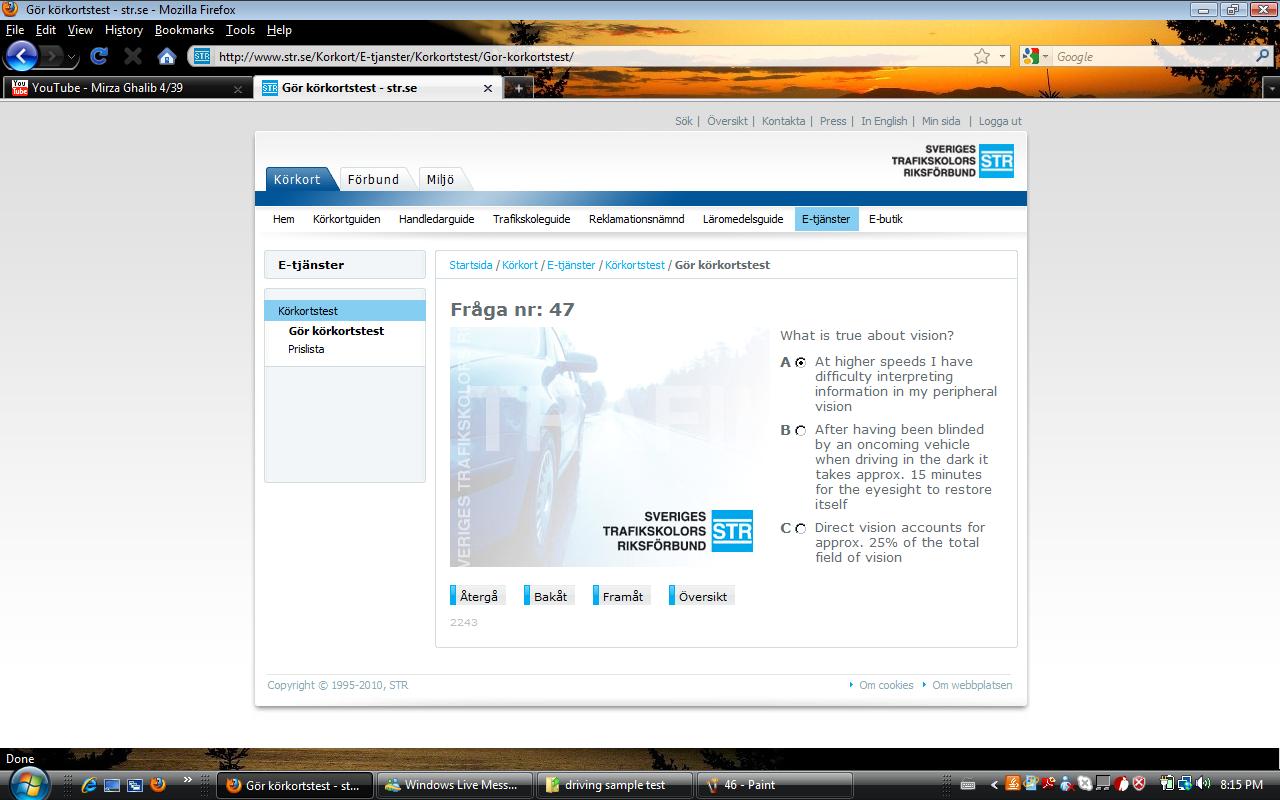 Gör körkortstest - str.se - Mozilla Firefox
File Edit View History Bookmarks Tools Help
STR http://www.str.se/Korkort/E-tjanster/Korkortstest/Gor-korkortstest/ Google
You Tube YouTube - Mirza Ghalib 4/39 STR Gör körkortstest - str.se
Sök | Översikt | Kontakta | Press | In English | Min sida | Logga ut
SVERIGES
TRAFIKSKOLORS STR
RIKSFÖRBUND
Körkort Förbund Miljö
Hem Körkortguiden Handledarguide Trafikskoleguide Reklamationsnämnd Läromedelsguide E-tjänster E-butik
E-tjänster
Körkortstest
Gör körkortstest
Prislista
Startsida / Körkort / E-tjänster / Körkortstest / Gör körkortstest
Fråga nr: 47
VERIGES TRAFIKSKOLOR
TRAFI
SVERIGES
TRAFIKSKOLORS STR
RIKSFÖRBUND
What is true about vision?
A At higher speeds I have
difficulty interpreting
information in my peripheral
vision
B After having been blinded
by an oncoming vehicle
when driving in the dark it
takes approx. 15 minutes
for the eyesight to restore
itself
C Direct vision accounts for
approx. 25% of the total
field of vision
Återgå Bakåt Framåt Översikt
2243
Copyright © 1995-2010, STR Om cookies Om webbplatsen
Done
Gör körkortstest - st... Windows Live Mess... driving sample test 46 - Paint 8:15 PM